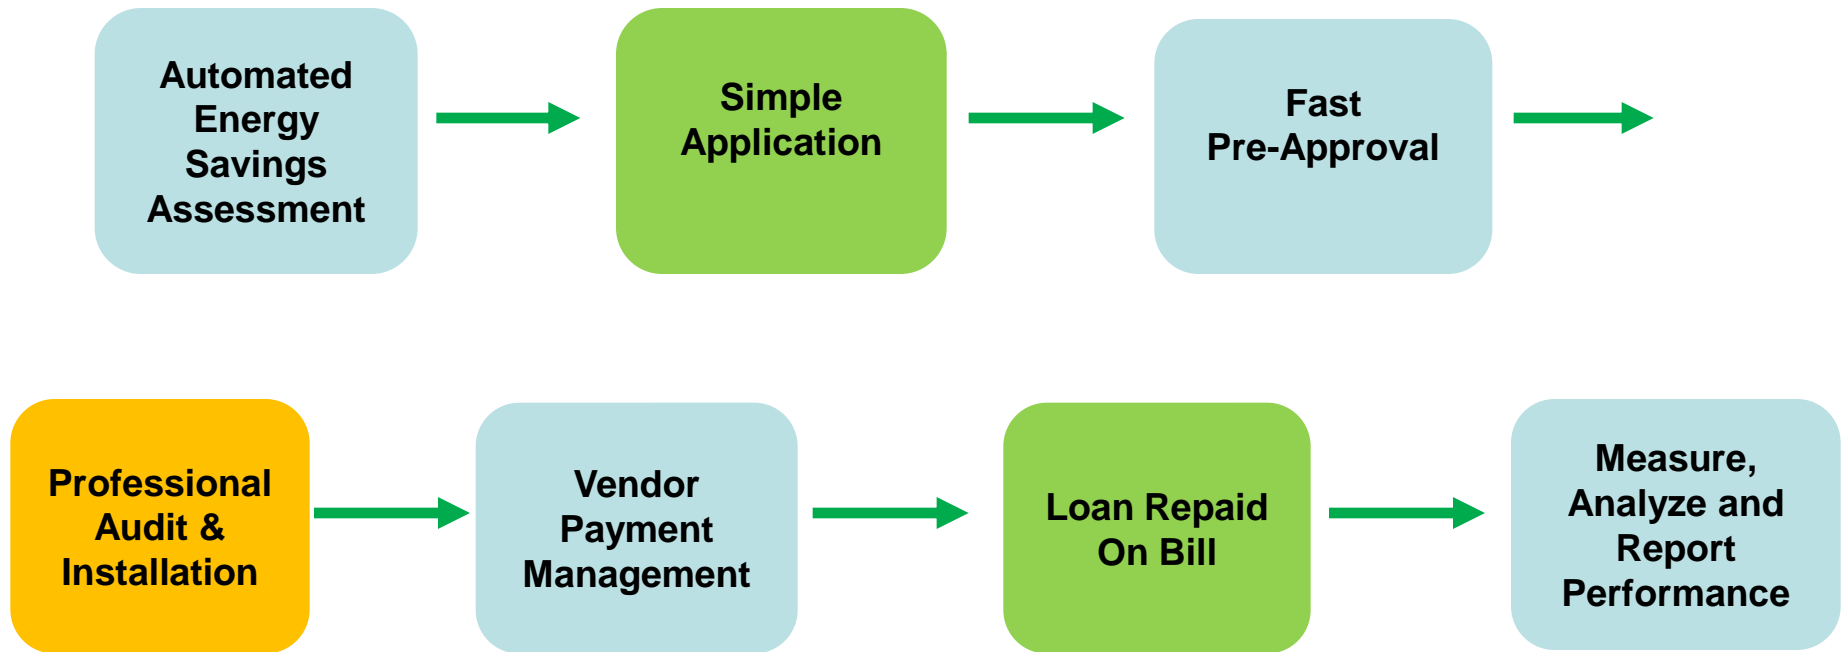 Automated
Energy
Savings
Assessment
Simple
Application
Fast
Pre-Approval
Professional
Audit &
Installation
Vendor
Payment
Management
Loan Repaid
On Bill
Measure,
Analyze and
Report
Performance